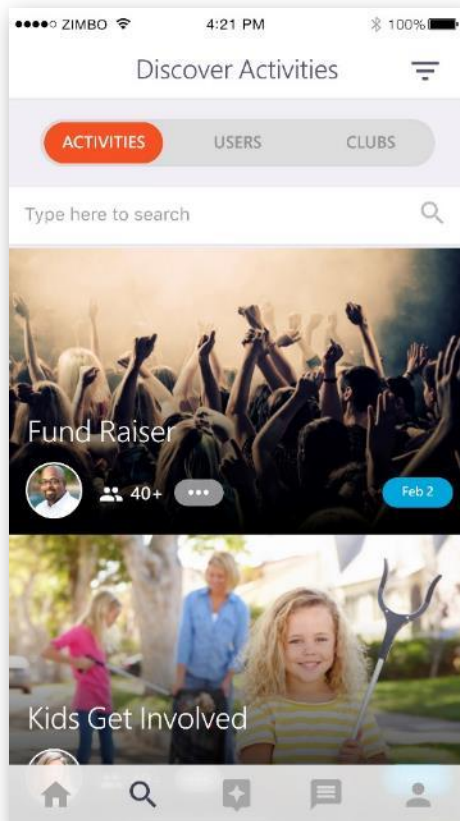 ZIMBO 4:21 PM 100%
Discover Activities
ACTIVITIES USERS CLUBS
Type here to search
Fund Raiser
40+ Feb 2
Kids Get Involved